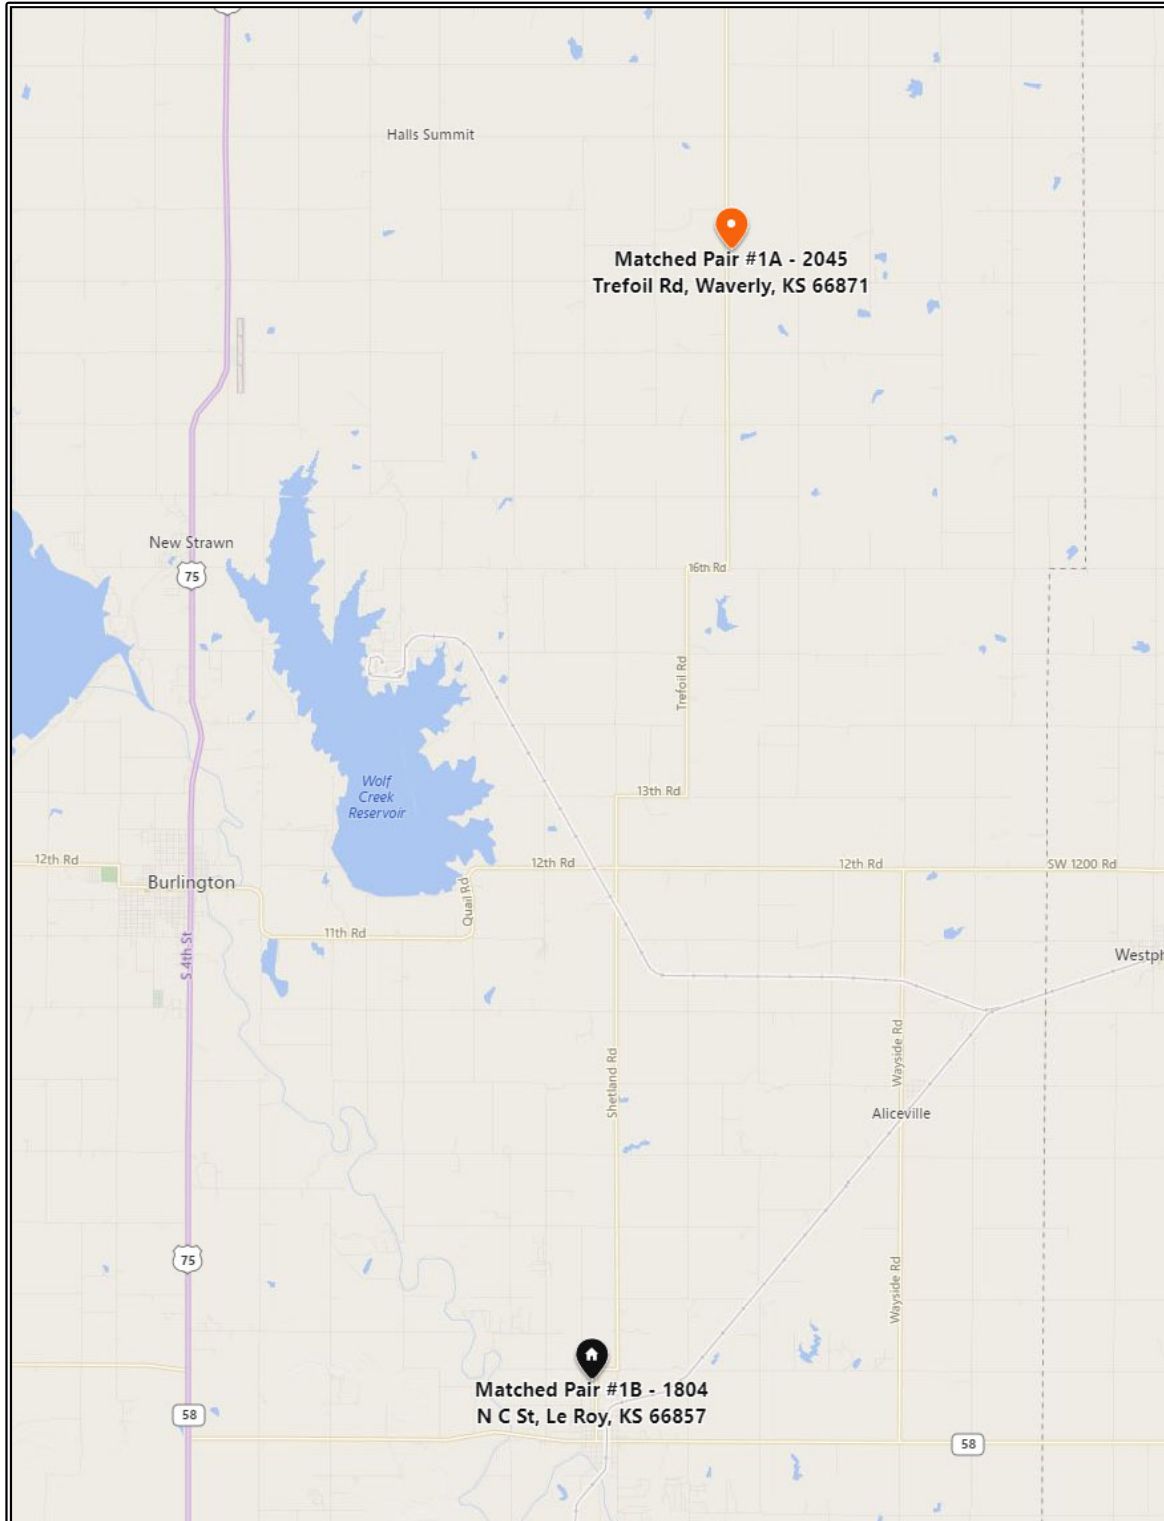 Halls Summit
Matched Pair #1A - 2045
Trefoil Rd, Waverly, KS 66871
New Strawn
75
16th Rd
Trefoil Rd
Wolf
Creek
Reservoir
13th Rd
12th Rd
12th Rd
12th Rd
SW 1200 Rd
Burlington
Quail Rd
11th Rd
S 4th St
Westph
Wayside Rd
Shetland Rd
Aliceville
75
Wayside Rd
Matched Pair #1B - 1804
N C St, Le Roy, KS 66857
58
58